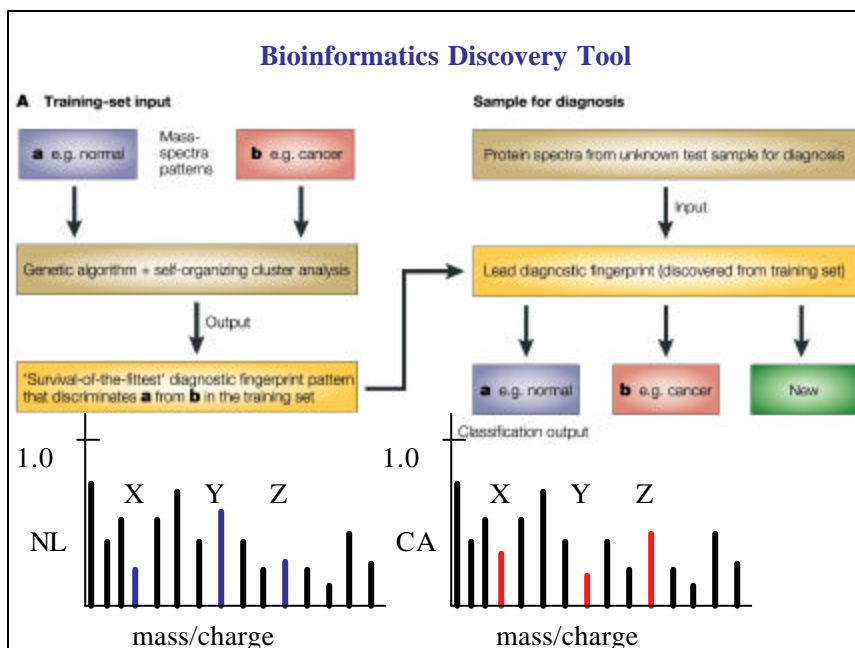 Bioinformatics Discovery Tool
A Training-set input
a e.g. normal
Mass-
spectra
patterns
b e.g. cancer
Genetic algorithm + self-organizing cluster analysis
Output
'Survival-of-the-fittest' diagnostic fingerprint pattern
that discriminates a from b in the training set
Sample for diagnosis
Protein spectra from unknown test sample for diagnosis
Input
Lead diagnostic fingerprint (discovered from training set)
a e.g. normal
b e.g. cancer
New
Classification output
1.0
X Y Z
NL
mass/charge
1.0
X Y Z
CA
mass/charge